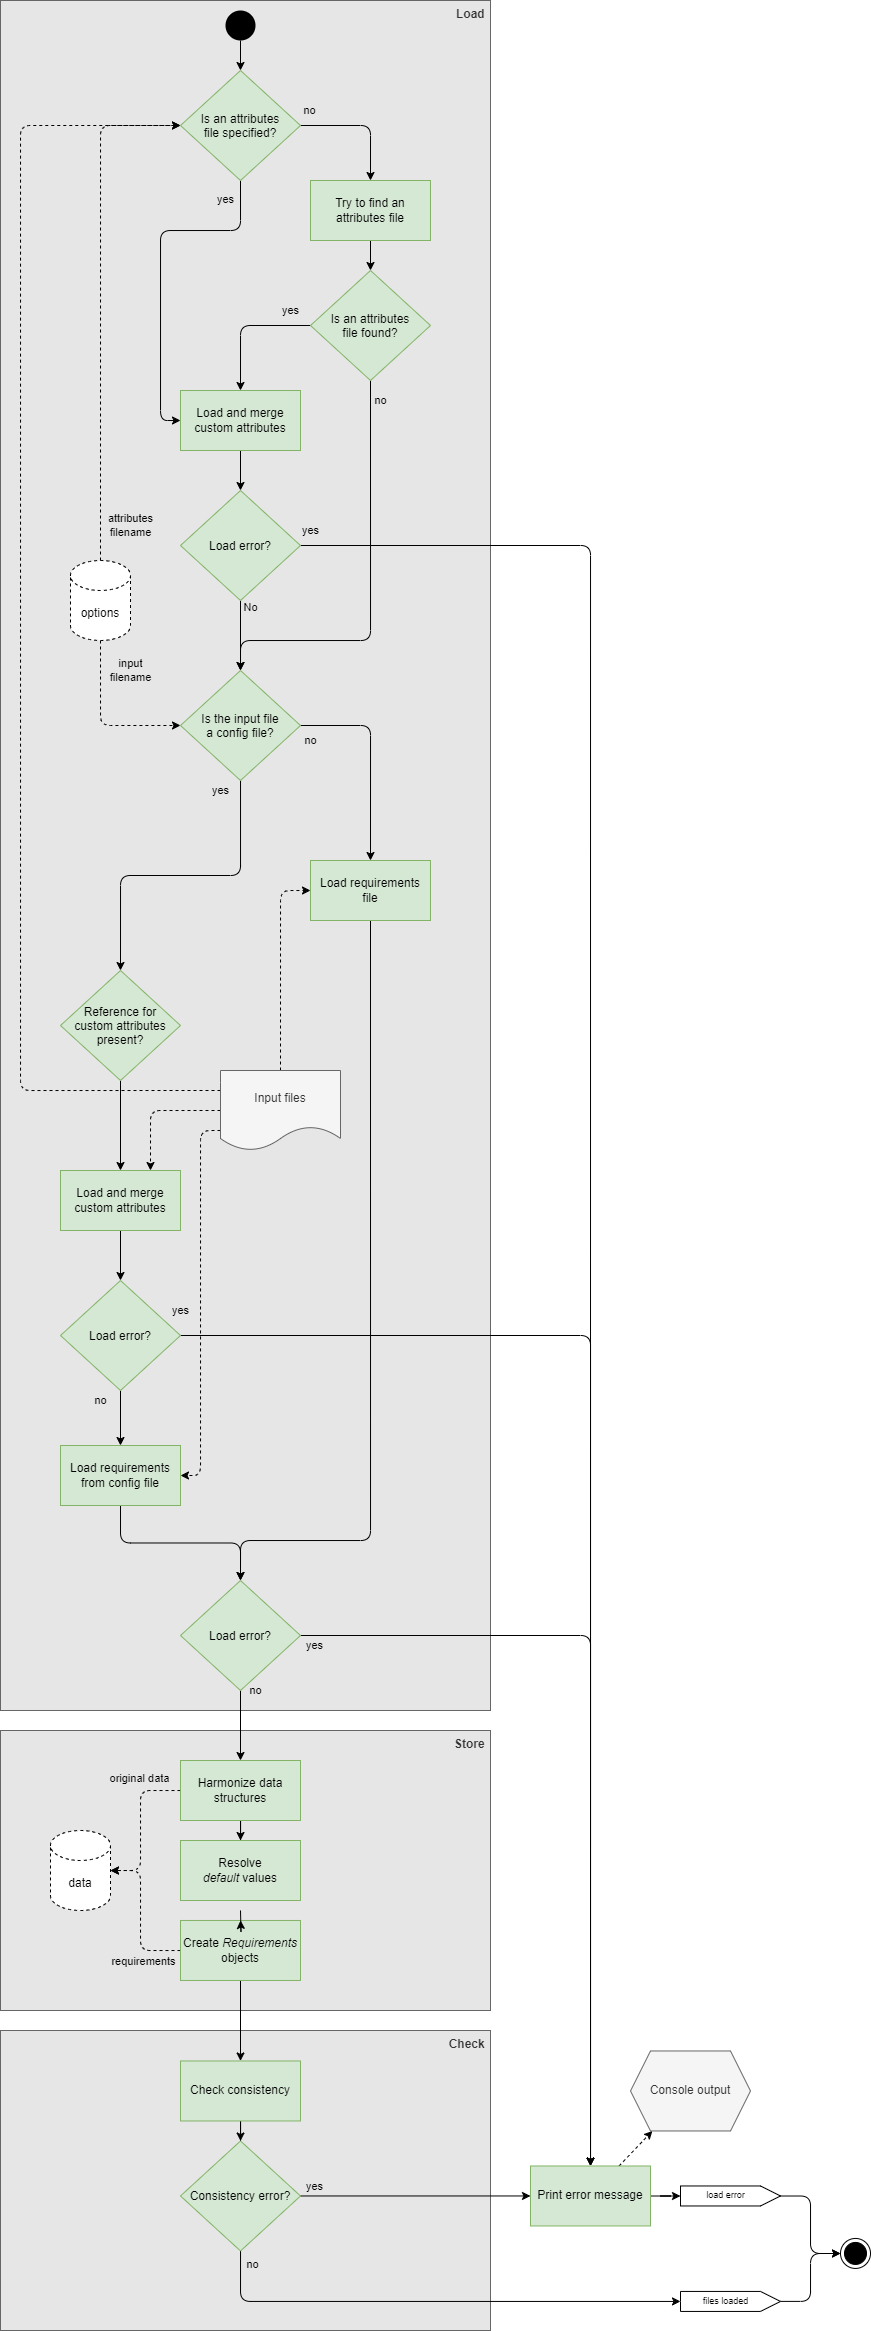 Load
Is an attributes
file specified?
no
yes
Try to find an
attributes file
Is an attributes
file found?
yes
no
Load and merge
custom attributes
Load error?
yes
No
attributes
filename
options
input
filename
Is the input file
a config file?
no
yes
Load requirements
file
Reference for
custom attributes
present?
Input files
Load and merge
custom attributes
Load error?
yes
no
Load requirements
from config file
Load error?
yes
no
Store
original data
Harmonize data
structures
data
Resolve
default values
requirements
Create Requirements
objects
Check
Check consistency
Console output
Consistency error?
yes
no
Print error message
load error
files loaded